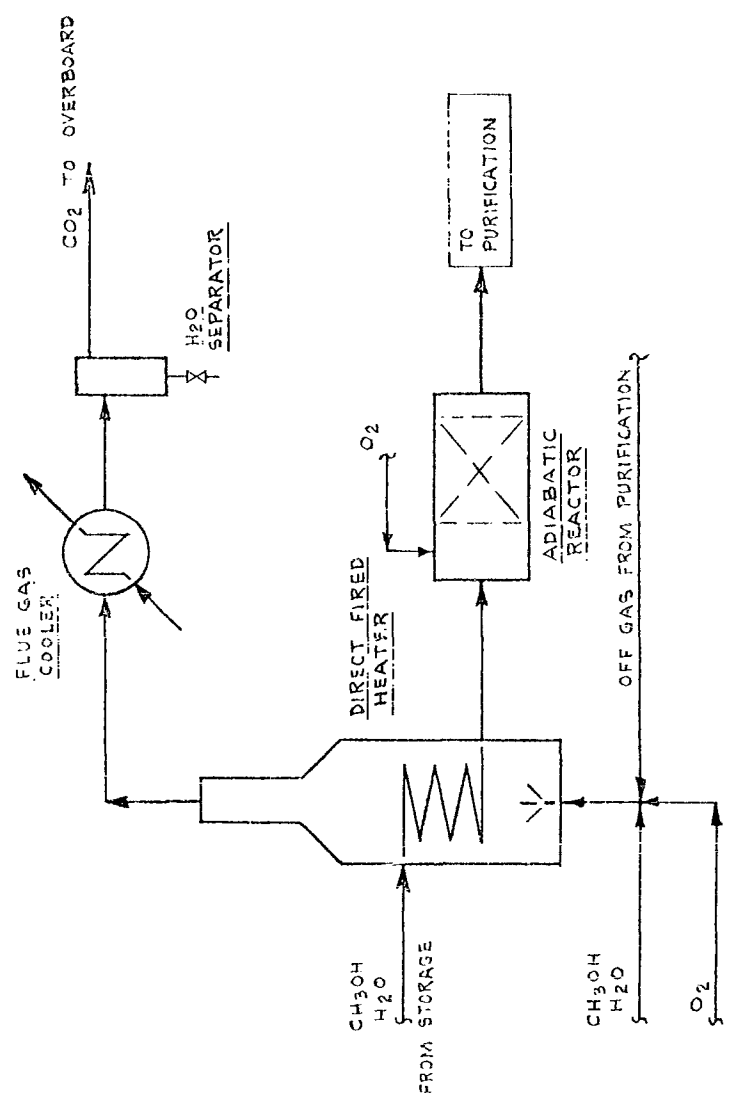 CO2 TO OVERBOARD
H2O
SEPARATOR
FLUE GAS
COOLER
TO
PURIFICATION
O2
ADIABATIC
REACTOR
DIRECT FIRED
HEATER
OFF GAS FROM PURIFICATION
CH3OH
H2O
FROM STORAGE
CH3OH
H2O
O2